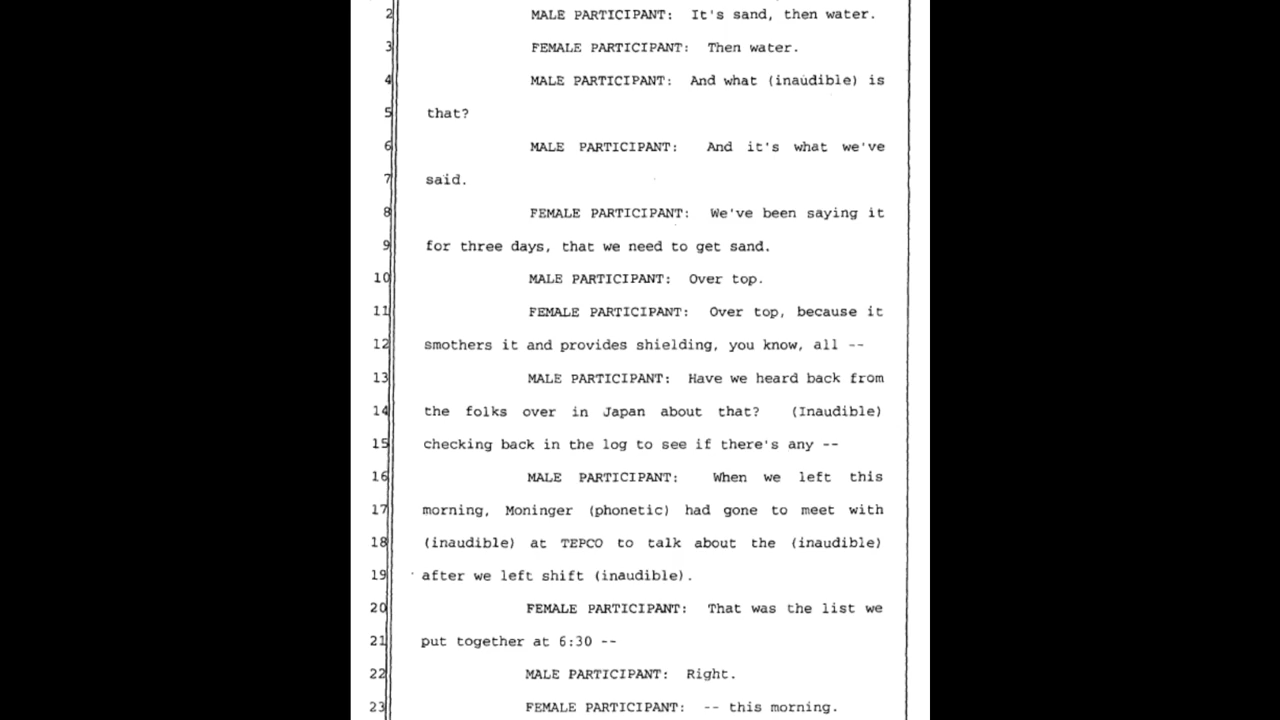 2 MALE PARTICIPANT: It's sand, then water.
3 FEMALE PARTICIPANT: Then water.
4 MALE PARTICIPANT: And what (inaudible) is
5 that?
6 MALE PARTICIPANT: And it's what we've
7 said.
8 FEMALE PARTICIPANT: We've been saying it
9 for three days, that we need to get sand.
10 MALE PARTICIPANT: Over top.
11 FEMALE PARTICIPANT: Over top, because it
12 smothers it and provides shielding, you know, all --
13 MALE PARTICIPANT: Have we heard back from
14 the folks over in Japan about that? (Inaudible)
15 checking back in the log to see if there's any --
16 MALE PARTICIPANT: When we left this
17 morning, Moninger (phonetic) had gone to meet with
18 (inaudible) at TEPCO to talk about the (inaudible)
19 after we left shift (inaudible).
20 FEMALE PARTICIPANT: That was the list we
21 put together at 6:30 --
22 MALE PARTICIPANT: Right.
23 FEMALE PARTICIPANT: -- this morning.